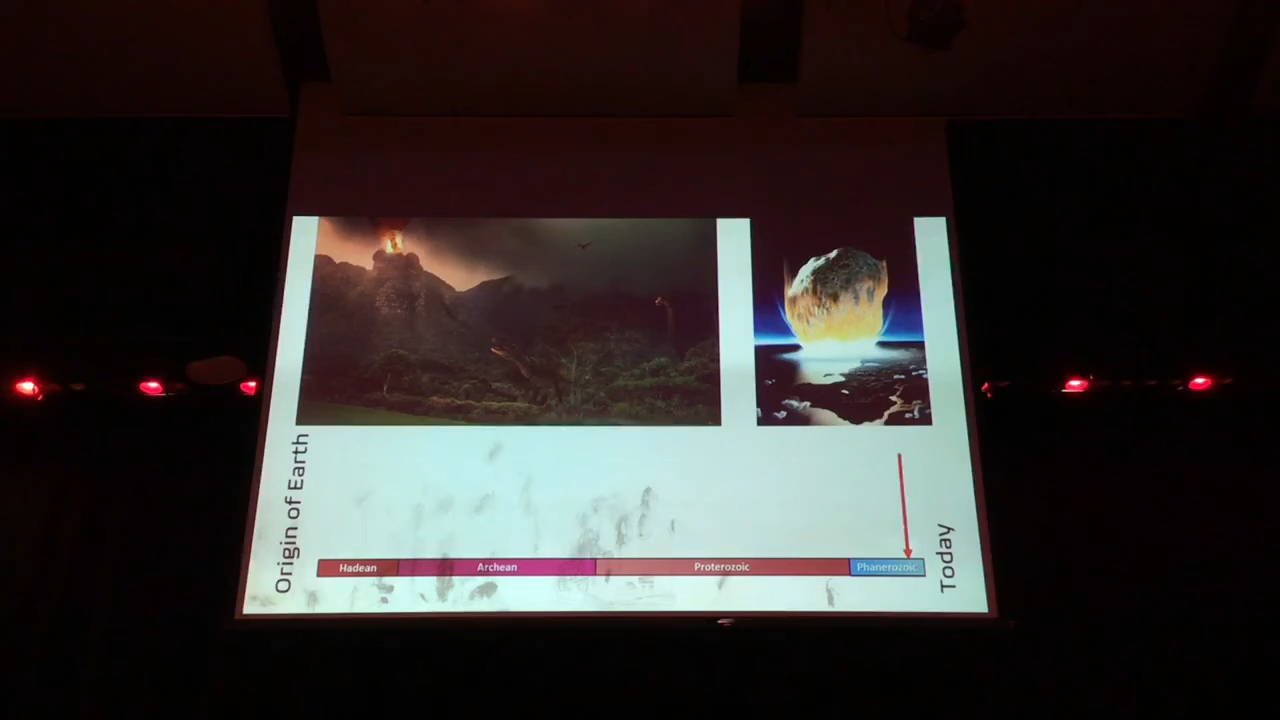 Origin of Earth
Hadean
Archean
Proterozoic
Phanerozoic
Today